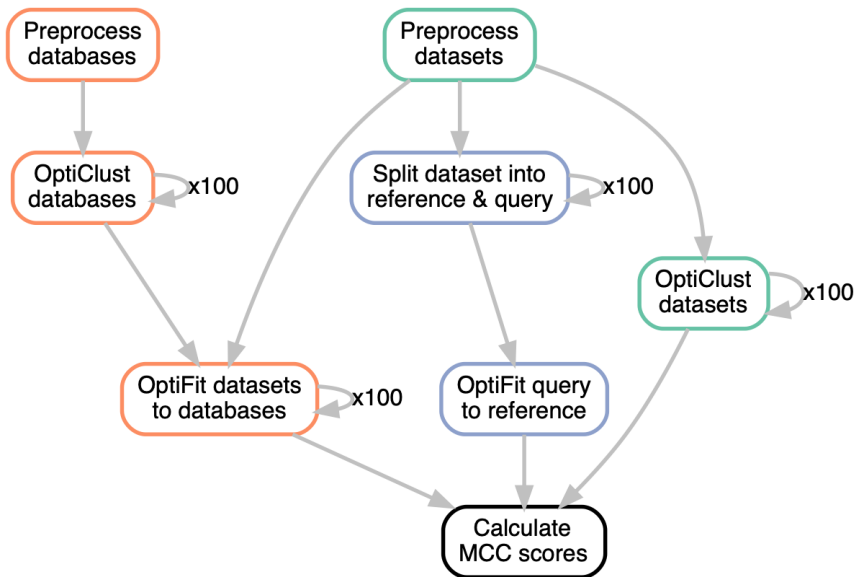 Preprocess
databases
Preprocess
datasets
OptiClust
databases
x100
Split dataset into
reference & query
x100
OptiClust
datasets
x100
OptiFit datasets
to databases
x100
OptiFit query
to reference
Calculate
MCC scores